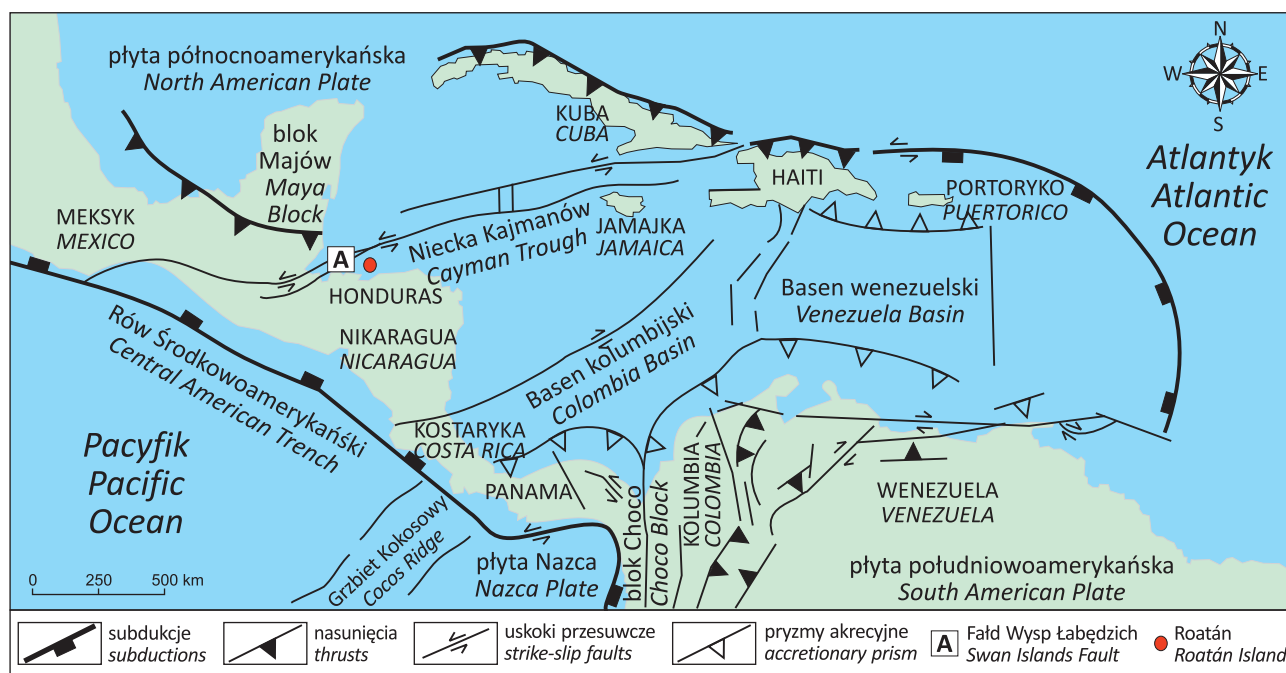 płyta północnoamerykańska
North American Plate
N
W
E
S
KUBA
CUBA
blok
Majów
Maya
Block
HAITI
Atlantyk
Atlantic
Ocean
PORTORYKO
PUERTORICO
MEKSYK
MEXICO
JAMAJKA
JAMAICA
Niecka Kajmanów
Cayman Trough
A
HONDURAS
Basen wenezuelski
Venezuela Basin
NIKARAGUA
NICARAGUA
Rów Środkowoamerykańśki
Central American Trench
Basen kolumbijski
Colombia Basin
Pacyfik
Pacific
Ocean
KOSTARYKA
COSTA RICA
PANAMA
blok Choco
Choco Black
KOLUMBIA
COLOMBIA
WENEZUELA
VENEZUELA
Grzbiet Kokosowy
Cocos Ridge
płyta Nazca
Nazca Plate
płyta południowoamerykańska
South American Plate
0 250 500 km
subdukcje
subductions
nasunięcia
thrusts
uskoki przesuwcze
strike-slip faults
pryzmy akrecyjne
accretionary prism
A
Fałd Wysp Łabędzich
Swan Islands Fault
Roatán
Roatán Island